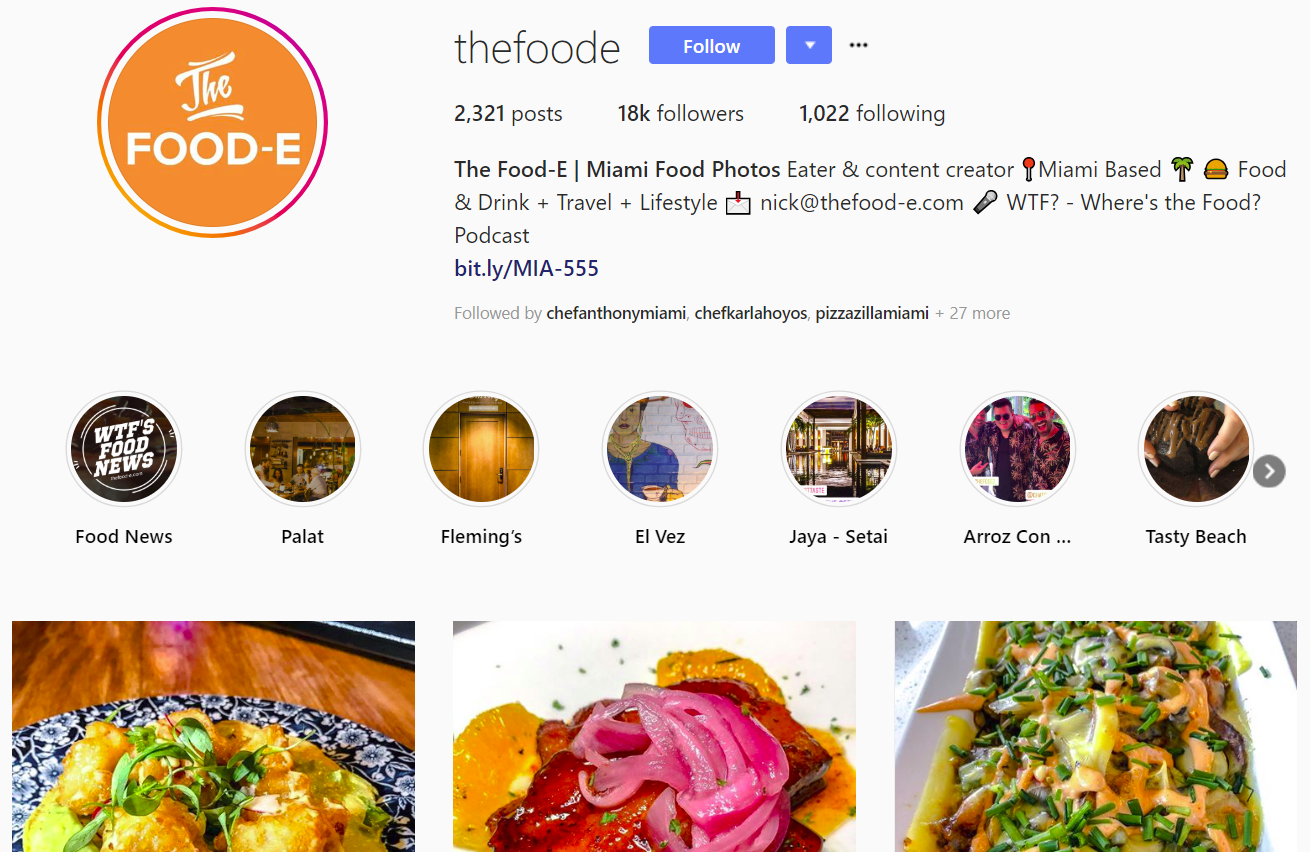 The
FOOD-E
thefoode
Follow
2,321 posts 18k followers 1,022 following
The Food-E | Miami Food Photos Eater & content creator 📍Miami Based 🌴 🍔 Food
& Drink + Travel + Lifestyle 📩 nick@thefood-e.com 🎤 WTF? - Where's the Food?
Podcast
bit.ly/MIA-555
Followed by chefanthonymiami, chefkarlahoyos, pizzazillamiami + 27 more
WTF'S
FOOD
NEWS
Food News
Palat
Fleming’s
El Vez
Jaya - Setai
Arroz Con ...
Tasty Beach